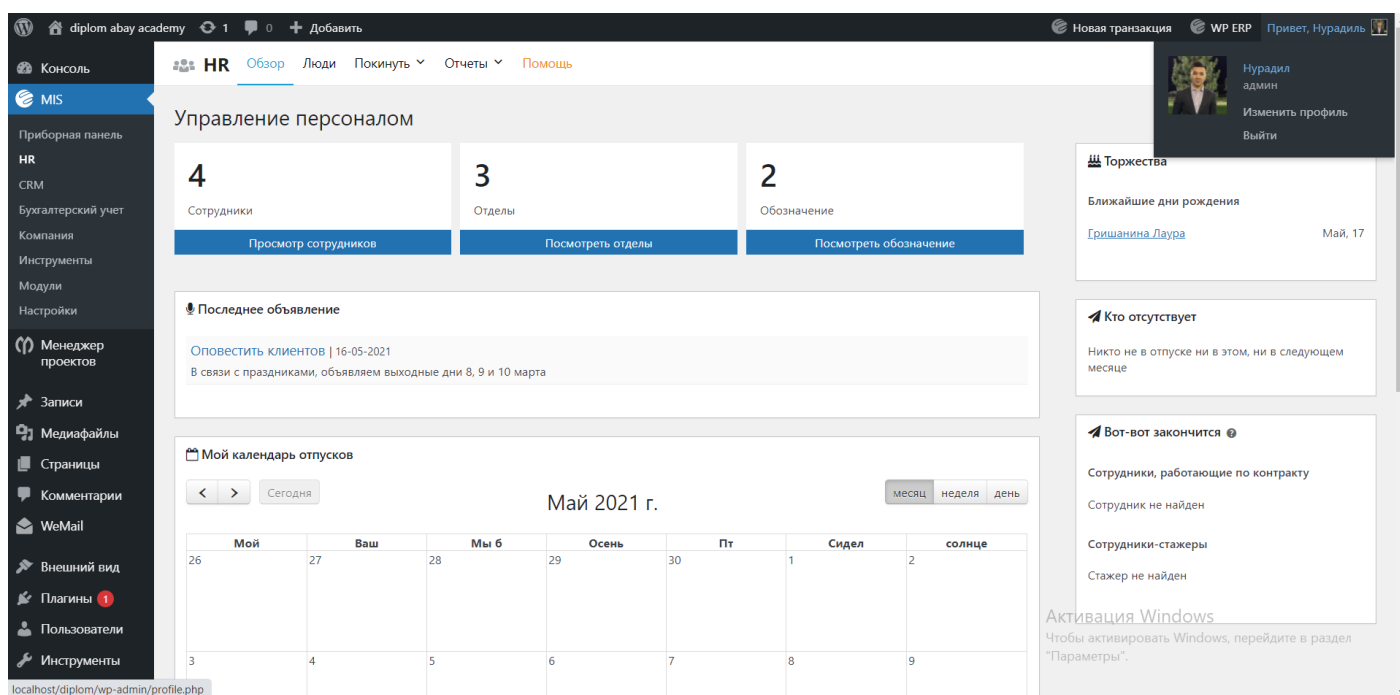 diplom abay academy 1 0 + Добавить Новая транзакция WP ERP Привет, Нурадиль
Консоль
MIS
Приборная панель
HR
CRM
Бухгалтерский учет
Компания
Инструменты
Модули
Настройки
Менеджер
проектов
Записи
Медиафайлы
Страницы
Комментарии
WeMail
Внешний вид
Плагины 1
Пользователи
Инструменты
localhost/diplom/wp-admin/profile.php
HR Обзор Люди Покинуть Отчеты Помощь
Нурадил
админ
Изменить профиль
Выйти
Управление персоналом
4 3 2
Сотрудники Отделы Обозначение
Просмотр сотрудников Посмотреть отделы Посмотреть обозначение
Последнее объявление
Оповестить клиентов | 16-05-2021
В связи с праздниками, объявляем выходные дни 8, 9 и 10 марта
Мой календарь отпусков
Сегодня Май 2021 г. месяц неделя день
Мой Ваш Мы б Осень Пт Сидел солнце
26 27 28 29 30 1 2
3 4 5 6 7 8 9
Торжества
Ближайшие дни рождения
Гришанина Лаура Май, 17
Кто отсутствует
Никто не в отпуске ни в этом, ни в следующем
месяце
Вот-вот закончится
Сотрудники, работающие по контракту
Сотрудник не найден
Сотрудники-стажеры
Стажер не найден
Активация Windows
Чтобы активировать Windows, перейдите в раздел
"Параметры".